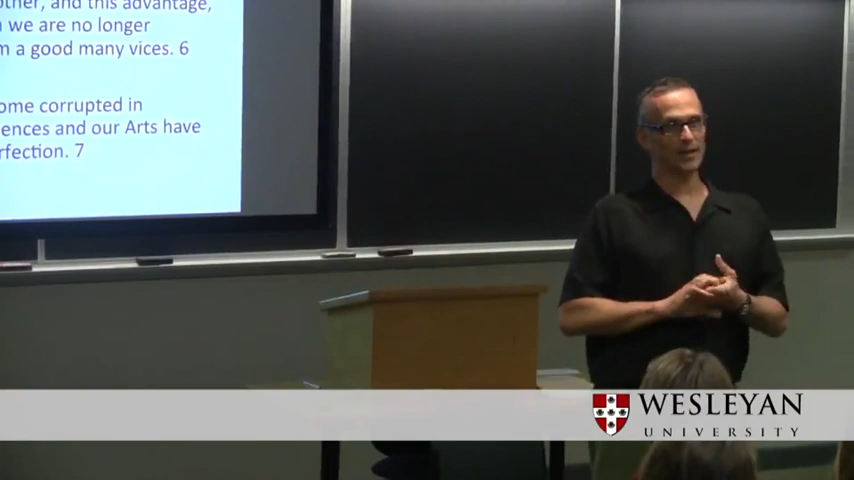 other, and this advantage,
we are no longer
a good many vices. 6
ome corrupted in
ences and our Arts have
rfection. 7
WESLEYAN
UNIVERSITY